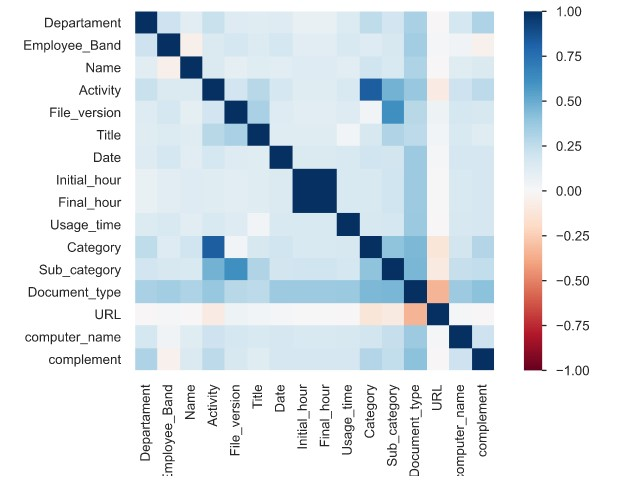 Departament
Employee_Band
Name
Activity
File_version
Title
Date
Initial_hour
Final_hour
Usage_time
Category
Sub_category
Document_type
URL
computer_name
complement
1.00
0.75
0.50
0.25
0.00
−0.25
−0.50
−0.75
−1.00
Departament
Employee_Band
Name
Activity
File_version
Title
Date
Initial_hour
Final_hour
Usage_time
Category
Sub_category
Document_type
URL
omputer_name
complement